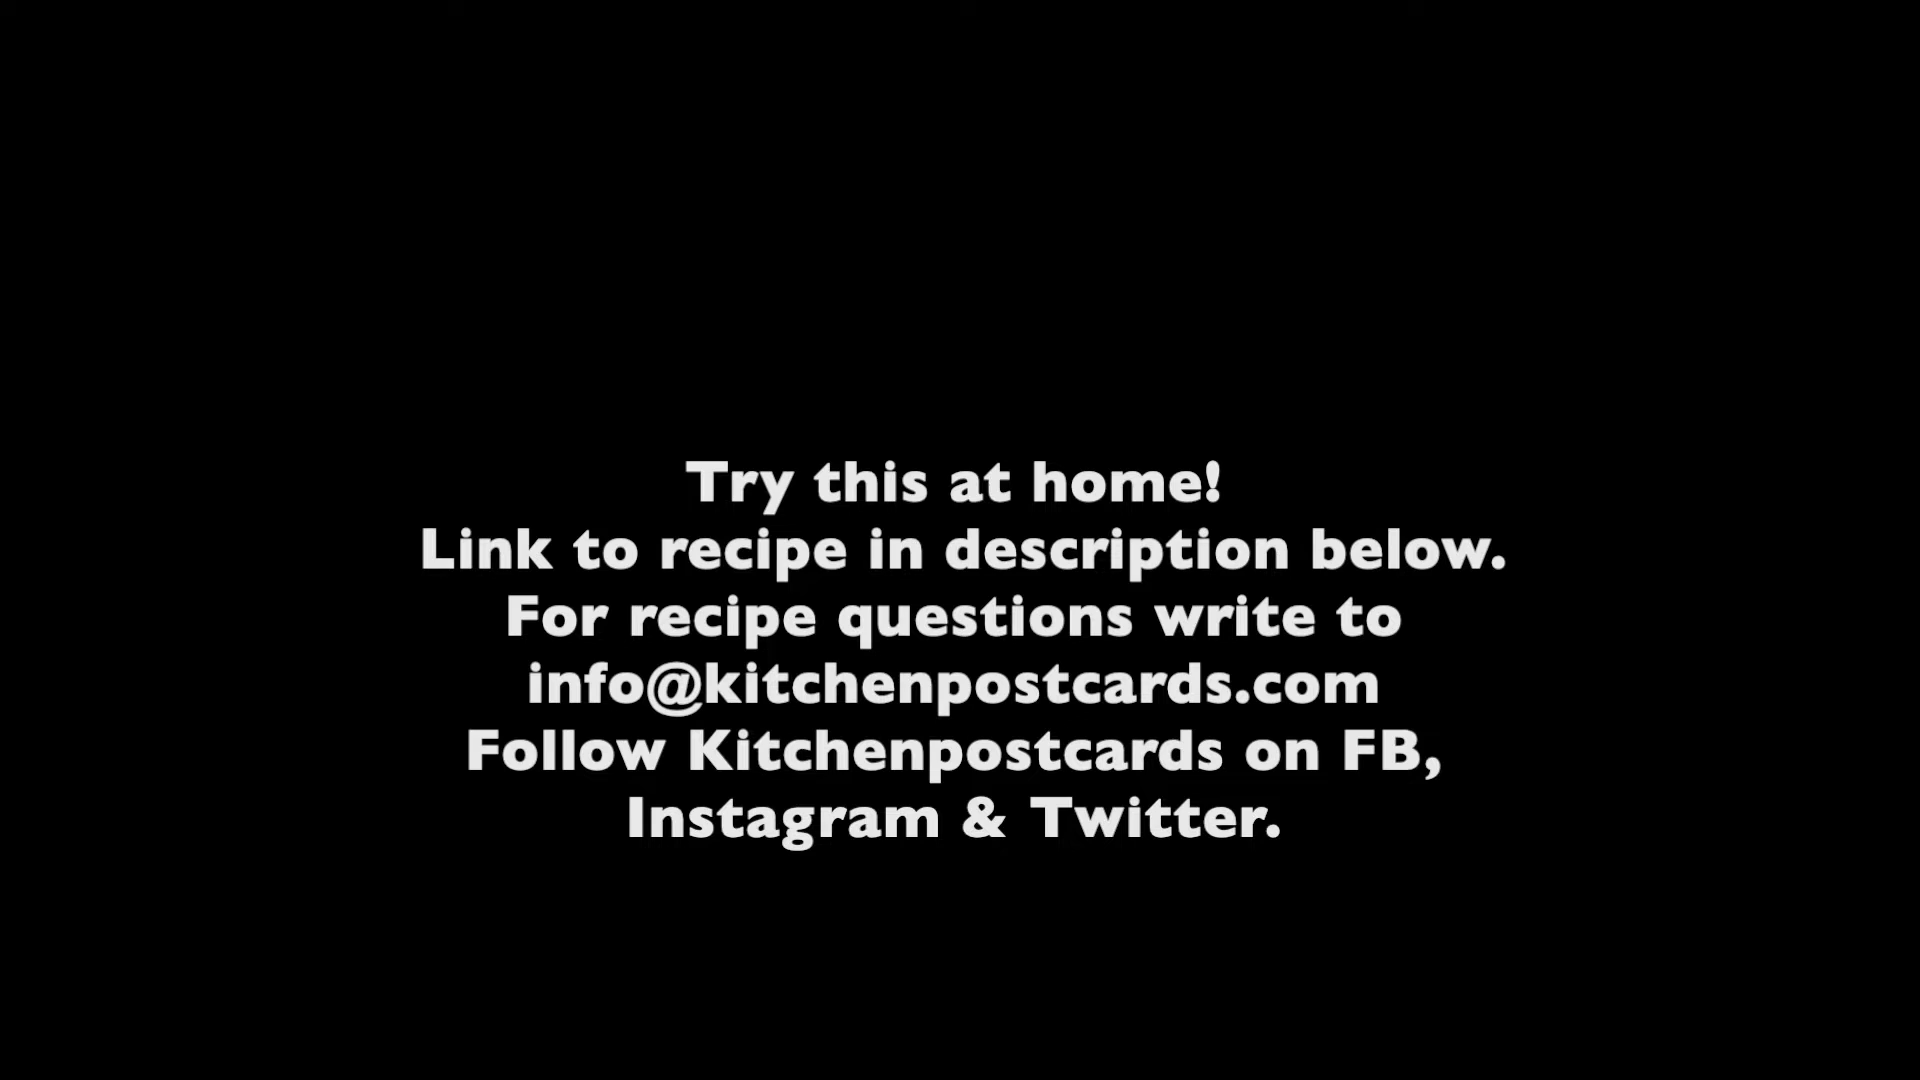 Try this at home!
Link to recipe in description below.
For recipe questions write to
info@kitchenpostcards.com
Follow Kitchenpostcards on FB,
Instagram & Twitter.